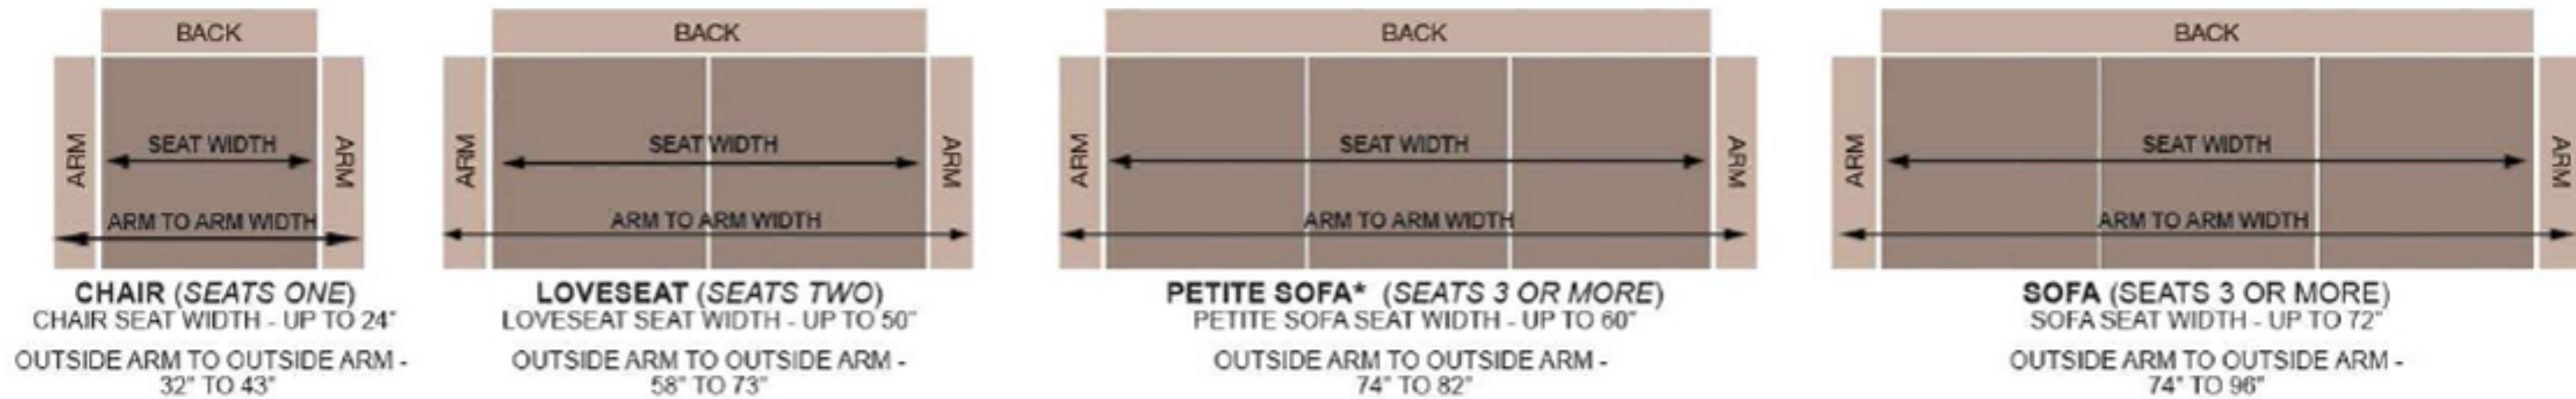 BACK
ARM
SEAT WIDTH
ARM
ARM TO ARM WIDTH
CHAIR (SEATS ONE)
CHAIR SEAT WIDTH - UP TO 24"
OUTSIDE ARM TO OUTSIDE ARM -
32" TO 43"
BACK
ARM
SEAT WIDTH
ARM
ARM TO ARM WIDTH
LOVESEAT (SEATS TWO)
LOVESEAT SEAT WIDTH - UP TO 50"
OUTSIDE ARM TO OUTSIDE ARM -
58" TO 73"
BACK
ARM
SEAT WIDTH
ARM
ARM TO ARM WIDTH
PETITE SOFA* (SEATS 3 OR MORE)
PETITE SOFA SEAT WIDTH - UP TO 60"
OUTSIDE ARM TO OUTSIDE ARM -
74" TO 82"
BACK
ARM
SEAT WIDTH
ARM
ARM TO ARM WIDTH
SOFA (SEATS 3 OR MORE)
SOFA SEAT WIDTH - UP TO 72"
OUTSIDE ARM TO OUTSIDE ARM -
74" TO 96"